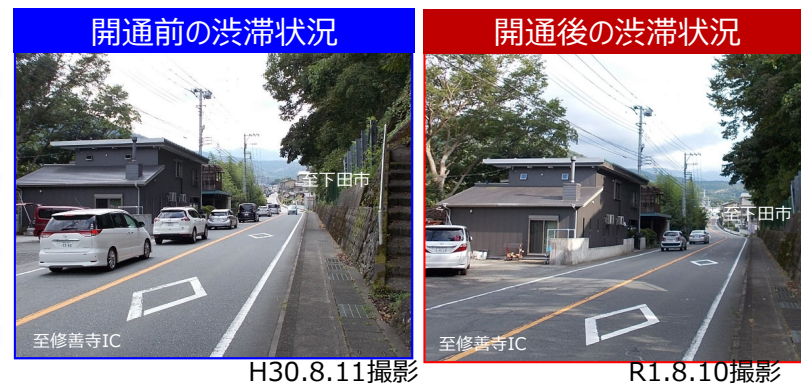 開通前の渋滞状況
至下田市
至修善寺IC
H30.8.11撮影
開通後の渋滞状況
至下田市
至修善寺IC
R1.8.10撮影